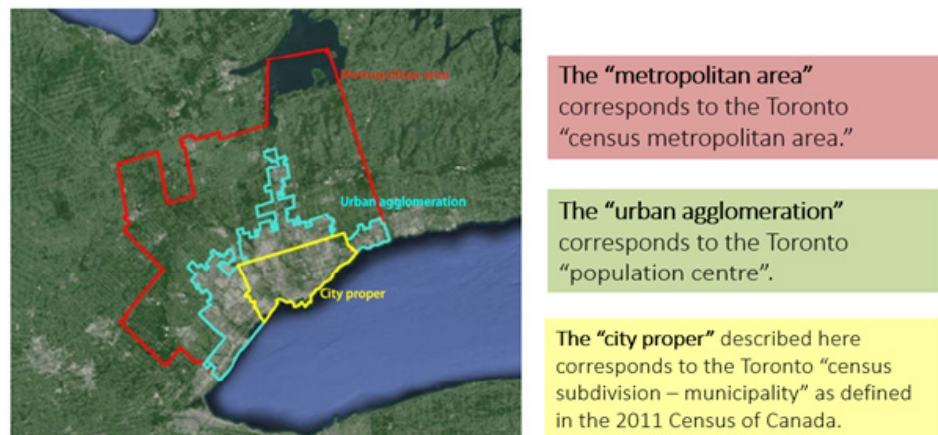 Metropolitan area
Urban agglomeration
City proper
The “metropolitan area”
corresponds to the Toronto
“census metropolitan area.”
The “urban agglomeration”
corresponds to the Toronto
“population centre”.
The “city proper” described here
corresponds to the Toronto “census
subdivision – municipality” as defined
in the 2011 Census of Canada.